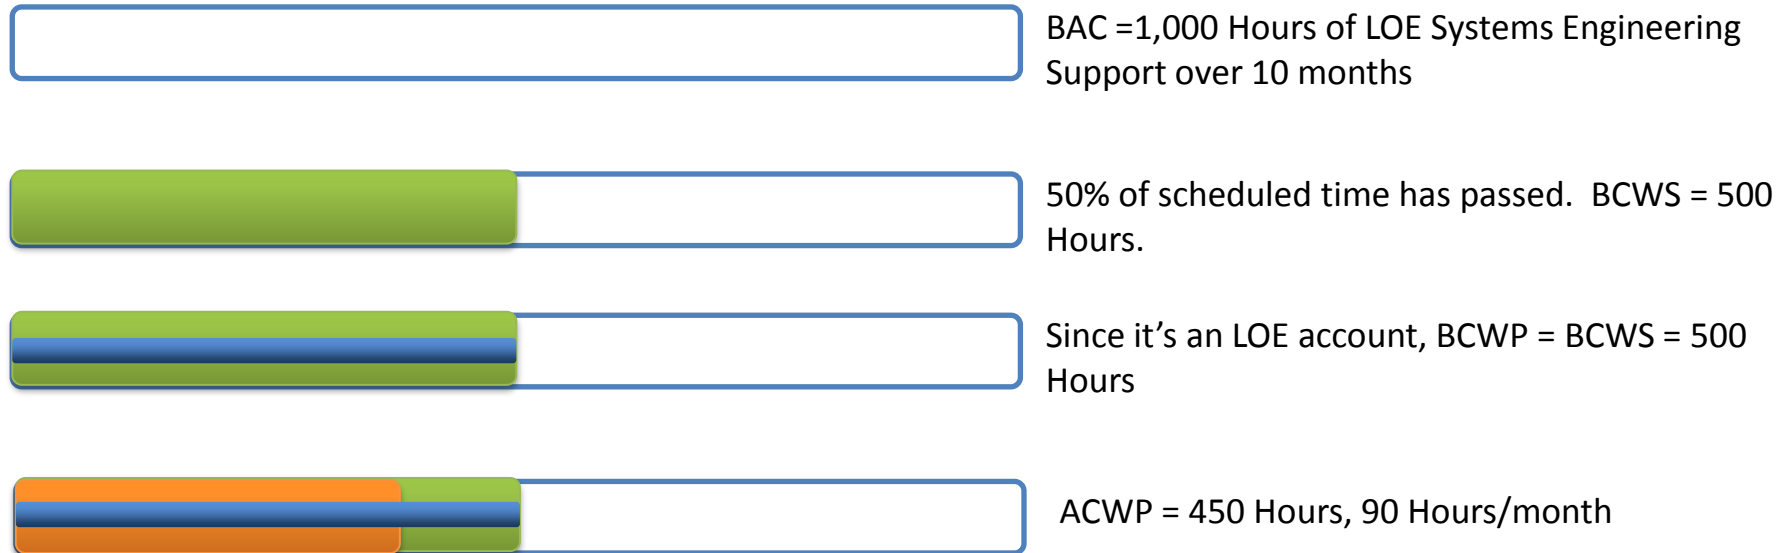 BAC =1,000 Hours of LOE Systems Engineering
Support over 10 months
50% of scheduled time has passed.  BCWS = 500
Hours.
Since it’s an LOE account, BCWP = BCWS = 500
Hours
ACWP = 450 Hours, 90 Hours/month